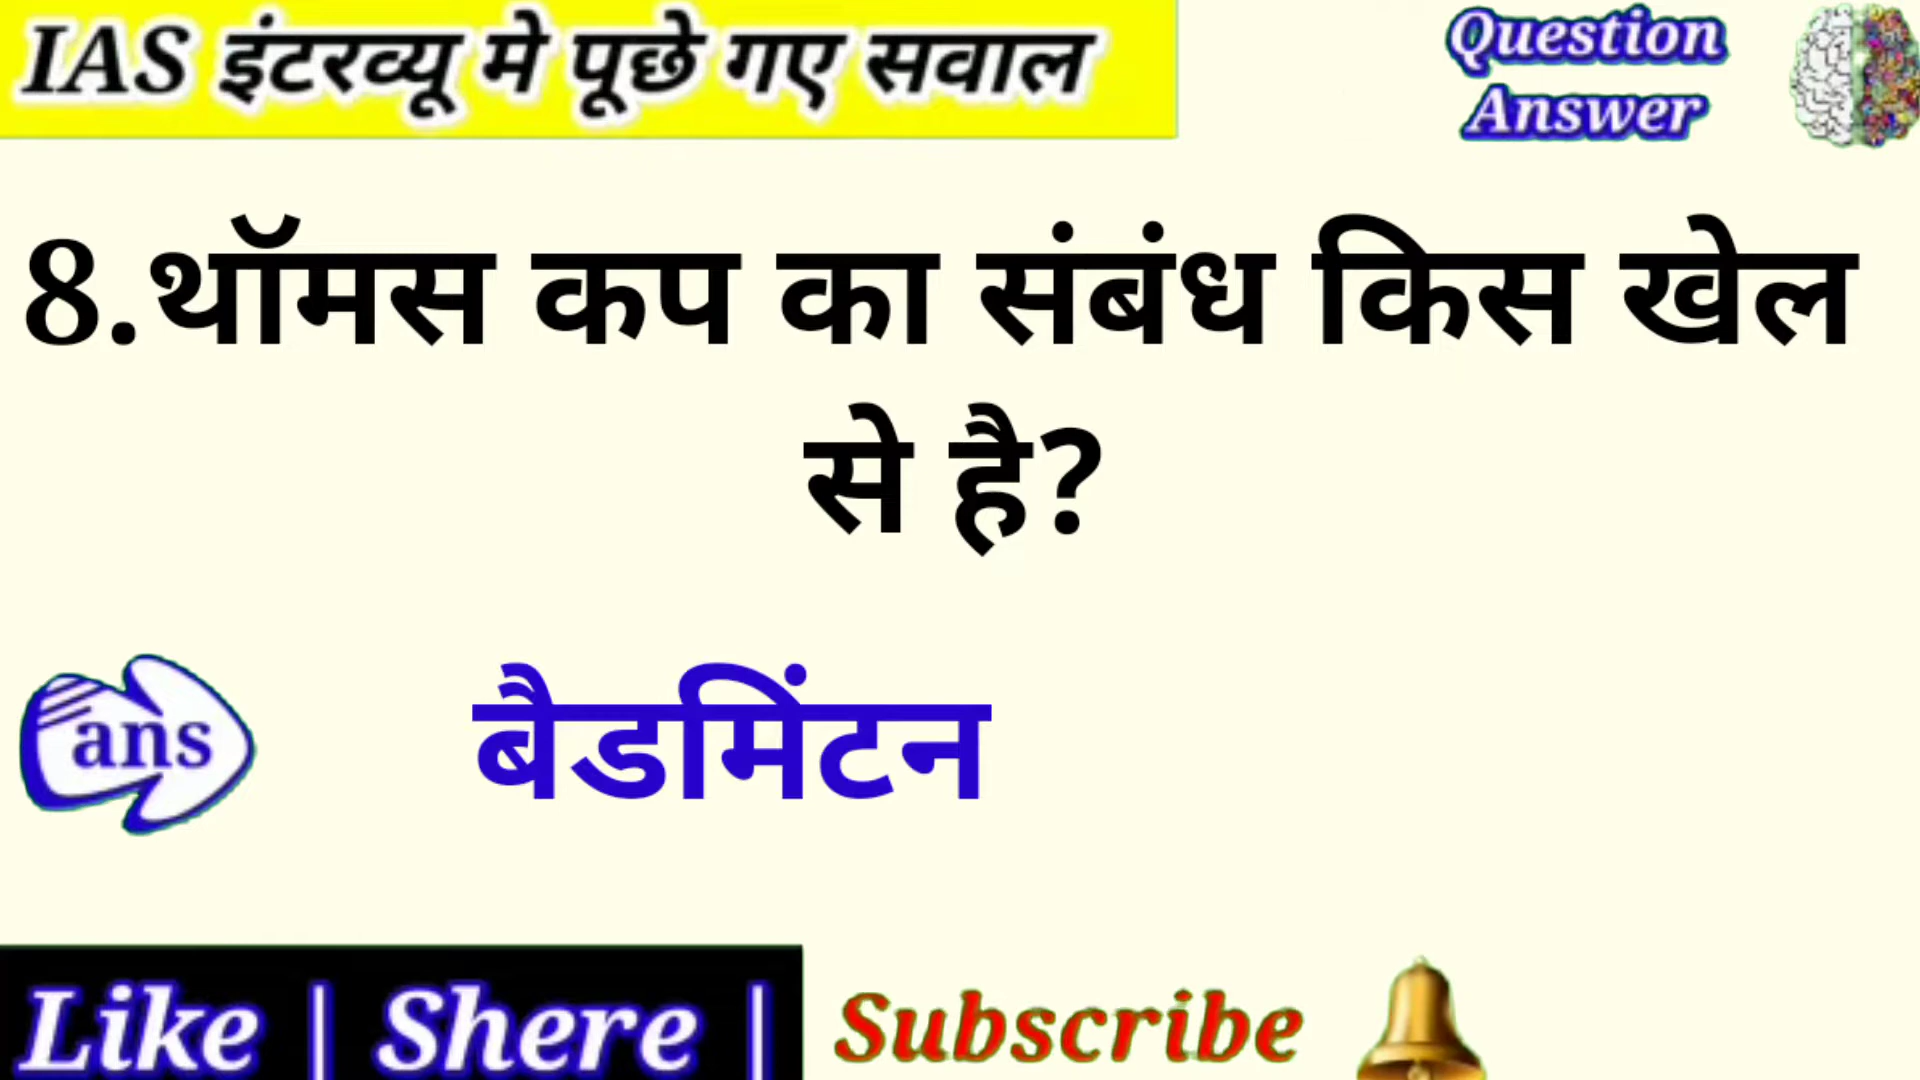 IAS इंटरव्यू मे पूछे गए सवाल
Question
Answer
8.थॉमस कप का संबंध किस खेल
से है?
ans
बैडमिंटन
Like | Shere |
Subscribe